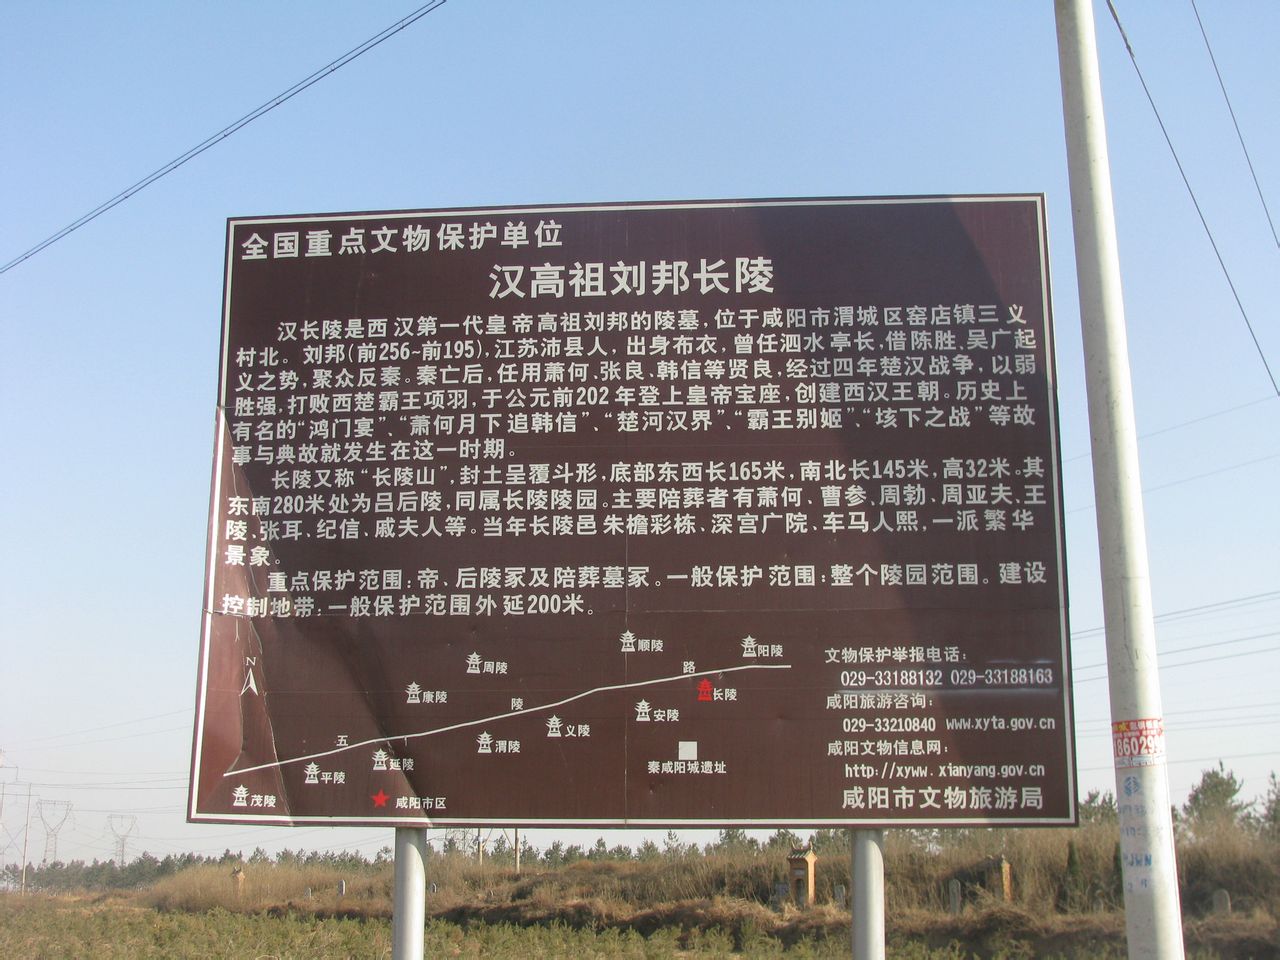 全国重点文物保护单位
汉高祖刘邦长陵
汉长陵是西汉第一代皇帝高祖刘邦的陵墓,位于咸阳市渭城区窑店镇三义
村北。刘邦(前256~前195),江苏沛县人,出身布衣、曾任泗水亭长,借陈胜、吴广起
义之势,聚众反秦。秦亡后,任用萧何、张良、韩信等贤良,经过四年楚汉战争,以弱
胜强,打败西楚霸王项羽,于公元前202年登上皇帝宝座,创建西汉王朝。历史上
有名的“鸿门宴”、“萧何月下追韩信”、“楚河汉界”、“霸王别姬”、“垓下之战”等故
事与典故就发生在这一时期。
长陵又称“长陵山”,封土呈覆斗形,底部东西长165米,南北长145米,高32米。其
东南280米处为吕后陵,同属长陵陵园。主要陪葬者有萧何、曹参、周勃、周亚夫、王
陵、张耳、纪信、戚夫人等。当年长陵邑朱檐彩栋、深宫广院、车马人熙,一派繁华
景象。
重点保护范围:帝、后陵冢及陪葬墓冢。一般保护范围:整个陵园范围。建设
控制地带:一般保护范围外延200米。
N
顺陵
阳陵
周陵
路
长陵
康陵
陵
安陵
义陵
渭陵
五
延陵
平陵
秦咸阳城遗址
茂陵
咸阳市区
文物保护举报电话:
029-33188132 029-33188163
咸阳旅游咨询:
029-33210840 www.xyta.gov.cn
咸阳文物信息网:
http://xyww.xianyang.gov.cn
咸阳市文物旅游局